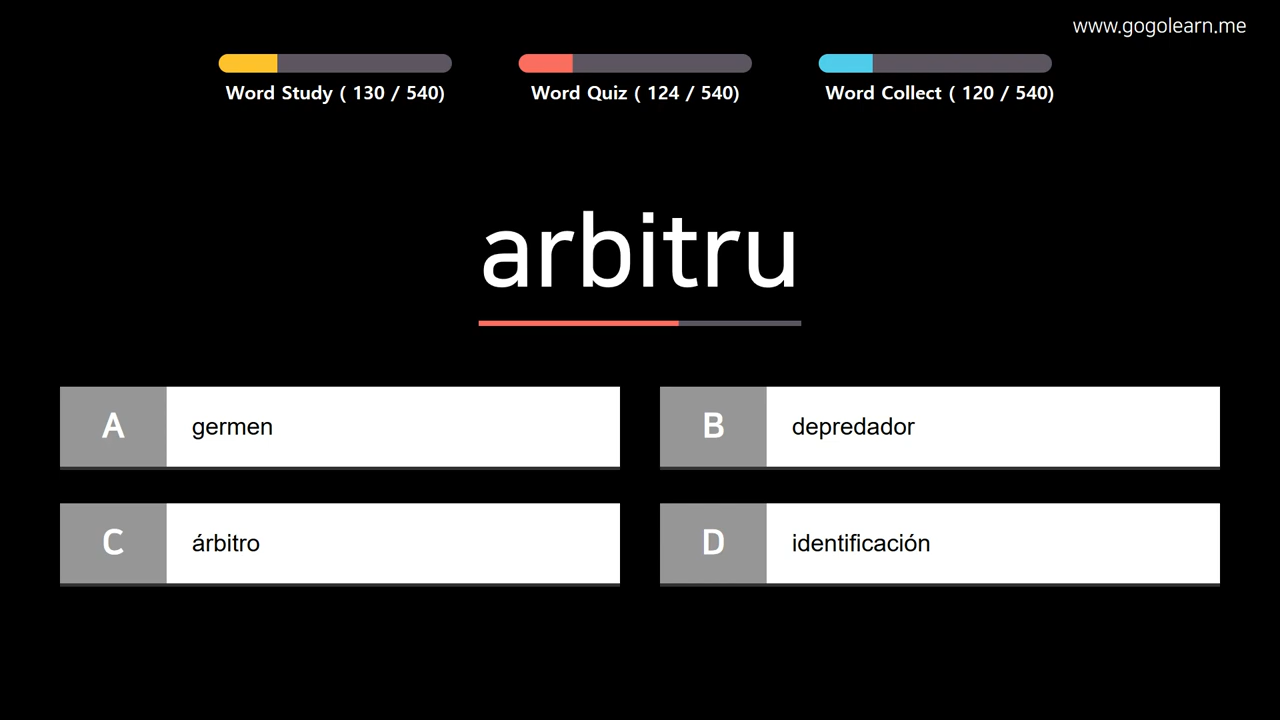 www.gogolearn.me
Word Study ( 130 / 540)
Word Quiz ( 124 / 540)
Word Collect ( 120 / 540)
arbitru
A germen
B depredador
C árbitro
D identificación